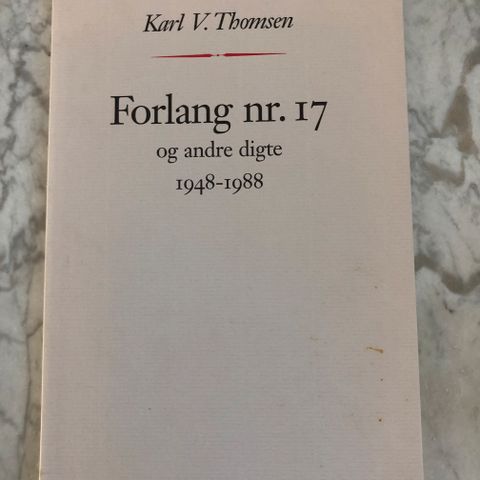 Karl V. Thomsen
Forlang nr. 17
og andre digte
1948-1988